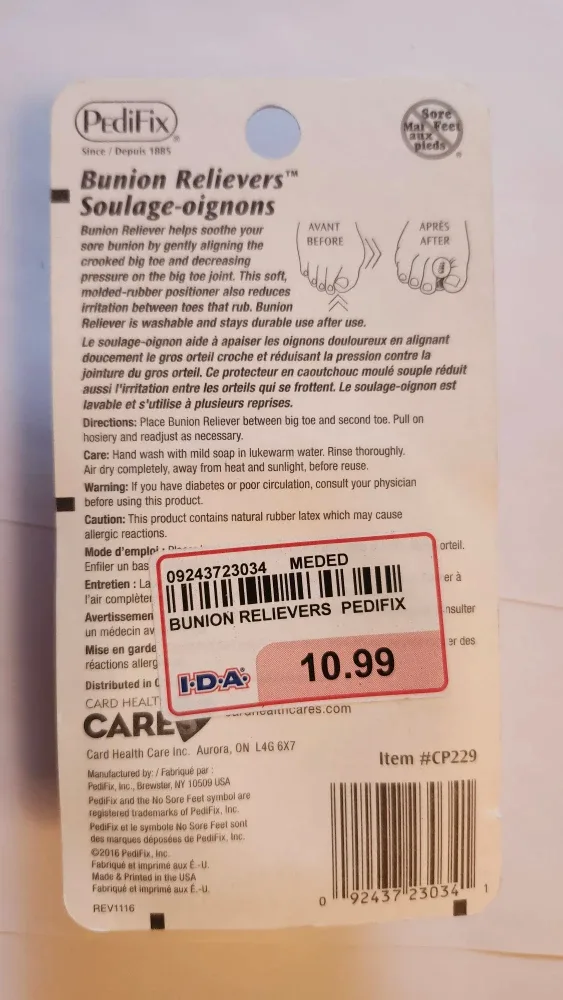 PediFix®
Since / Depuis 1885
Sore
Mal Feet
aux
pieds
Bunion Relievers™
Soulage-oignons
Bunion Reliever helps soothe your
sore bunion by gently aligning the
crooked big toe and decreasing
pressure on the big toe joint. This soft,
molded-rubber positioner also reduces
irritation between toes that rub. Bunion
Reliever is washable and stays durable use after use.
AVANT
BEFORE
APRÈS
AFTER
Le soulage-oignon aide à apaiser les oignons douloureux en alignant
doucement le gros orteil croche et réduisant la pression contre la
jointure du gros orteil. Ce protecteur en caoutchouc moulé souple réduit
aussi l'irritation entre les orteils qui se frottent. Le soulage-oignon est
lavable et s'utilise à plusieurs reprises.
Directions: Place Bunion Reliever between big toe and second toe. Pull on
hosiery and readjust as necessary.
Care: Hand wash with mild soap in lukewarm water. Rinse thoroughly.
Air dry completely, away from heat and sunlight, before reuse.
Warning: If you have diabetes or poor circulation, consult your physician
before using this product.
Caution: This product contains natural rubber latex which may cause
allergic reactions.
Mode d'emploi : orteil.
Enfiler un bas
Entretien : La er à
l'air complèter
Avertissemen nsulter
un médecin av
Mise en garde er des
réactions allerg
09243723034 MEDED
BUNION RELIEVERS PEDIFIX
I·D·A·
10.99
Distributed in C
CARD HEALT
CARE
cardhealthcares.com
Card Health Care Inc. Aurora, ON L4G 6X7
Item #CP229
Manufactured by: / Fabriqué par :
PediFix, Inc., Brewster, NY 10509 USA
PediFix and the No Sore Feet symbol are
registered trademarks of PediFix, Inc.
PediFix et le symbole No Sore Feet sont
des marques déposées de PediFix, Inc.
©2016 PediFix, Inc.
Fabriqué et imprimé aux É.-U.
Made & Printed in the USA
Fabriqué et imprimé aux É.-U.
REV1116
0 92437 23034 1